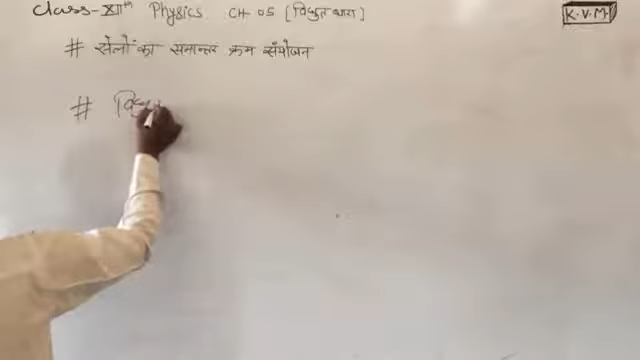 Class-XIIth Physics CH-05 [विद्युत धारा]
K.V.M.
# सेलों का समान्तर क्रम संयोजन
#